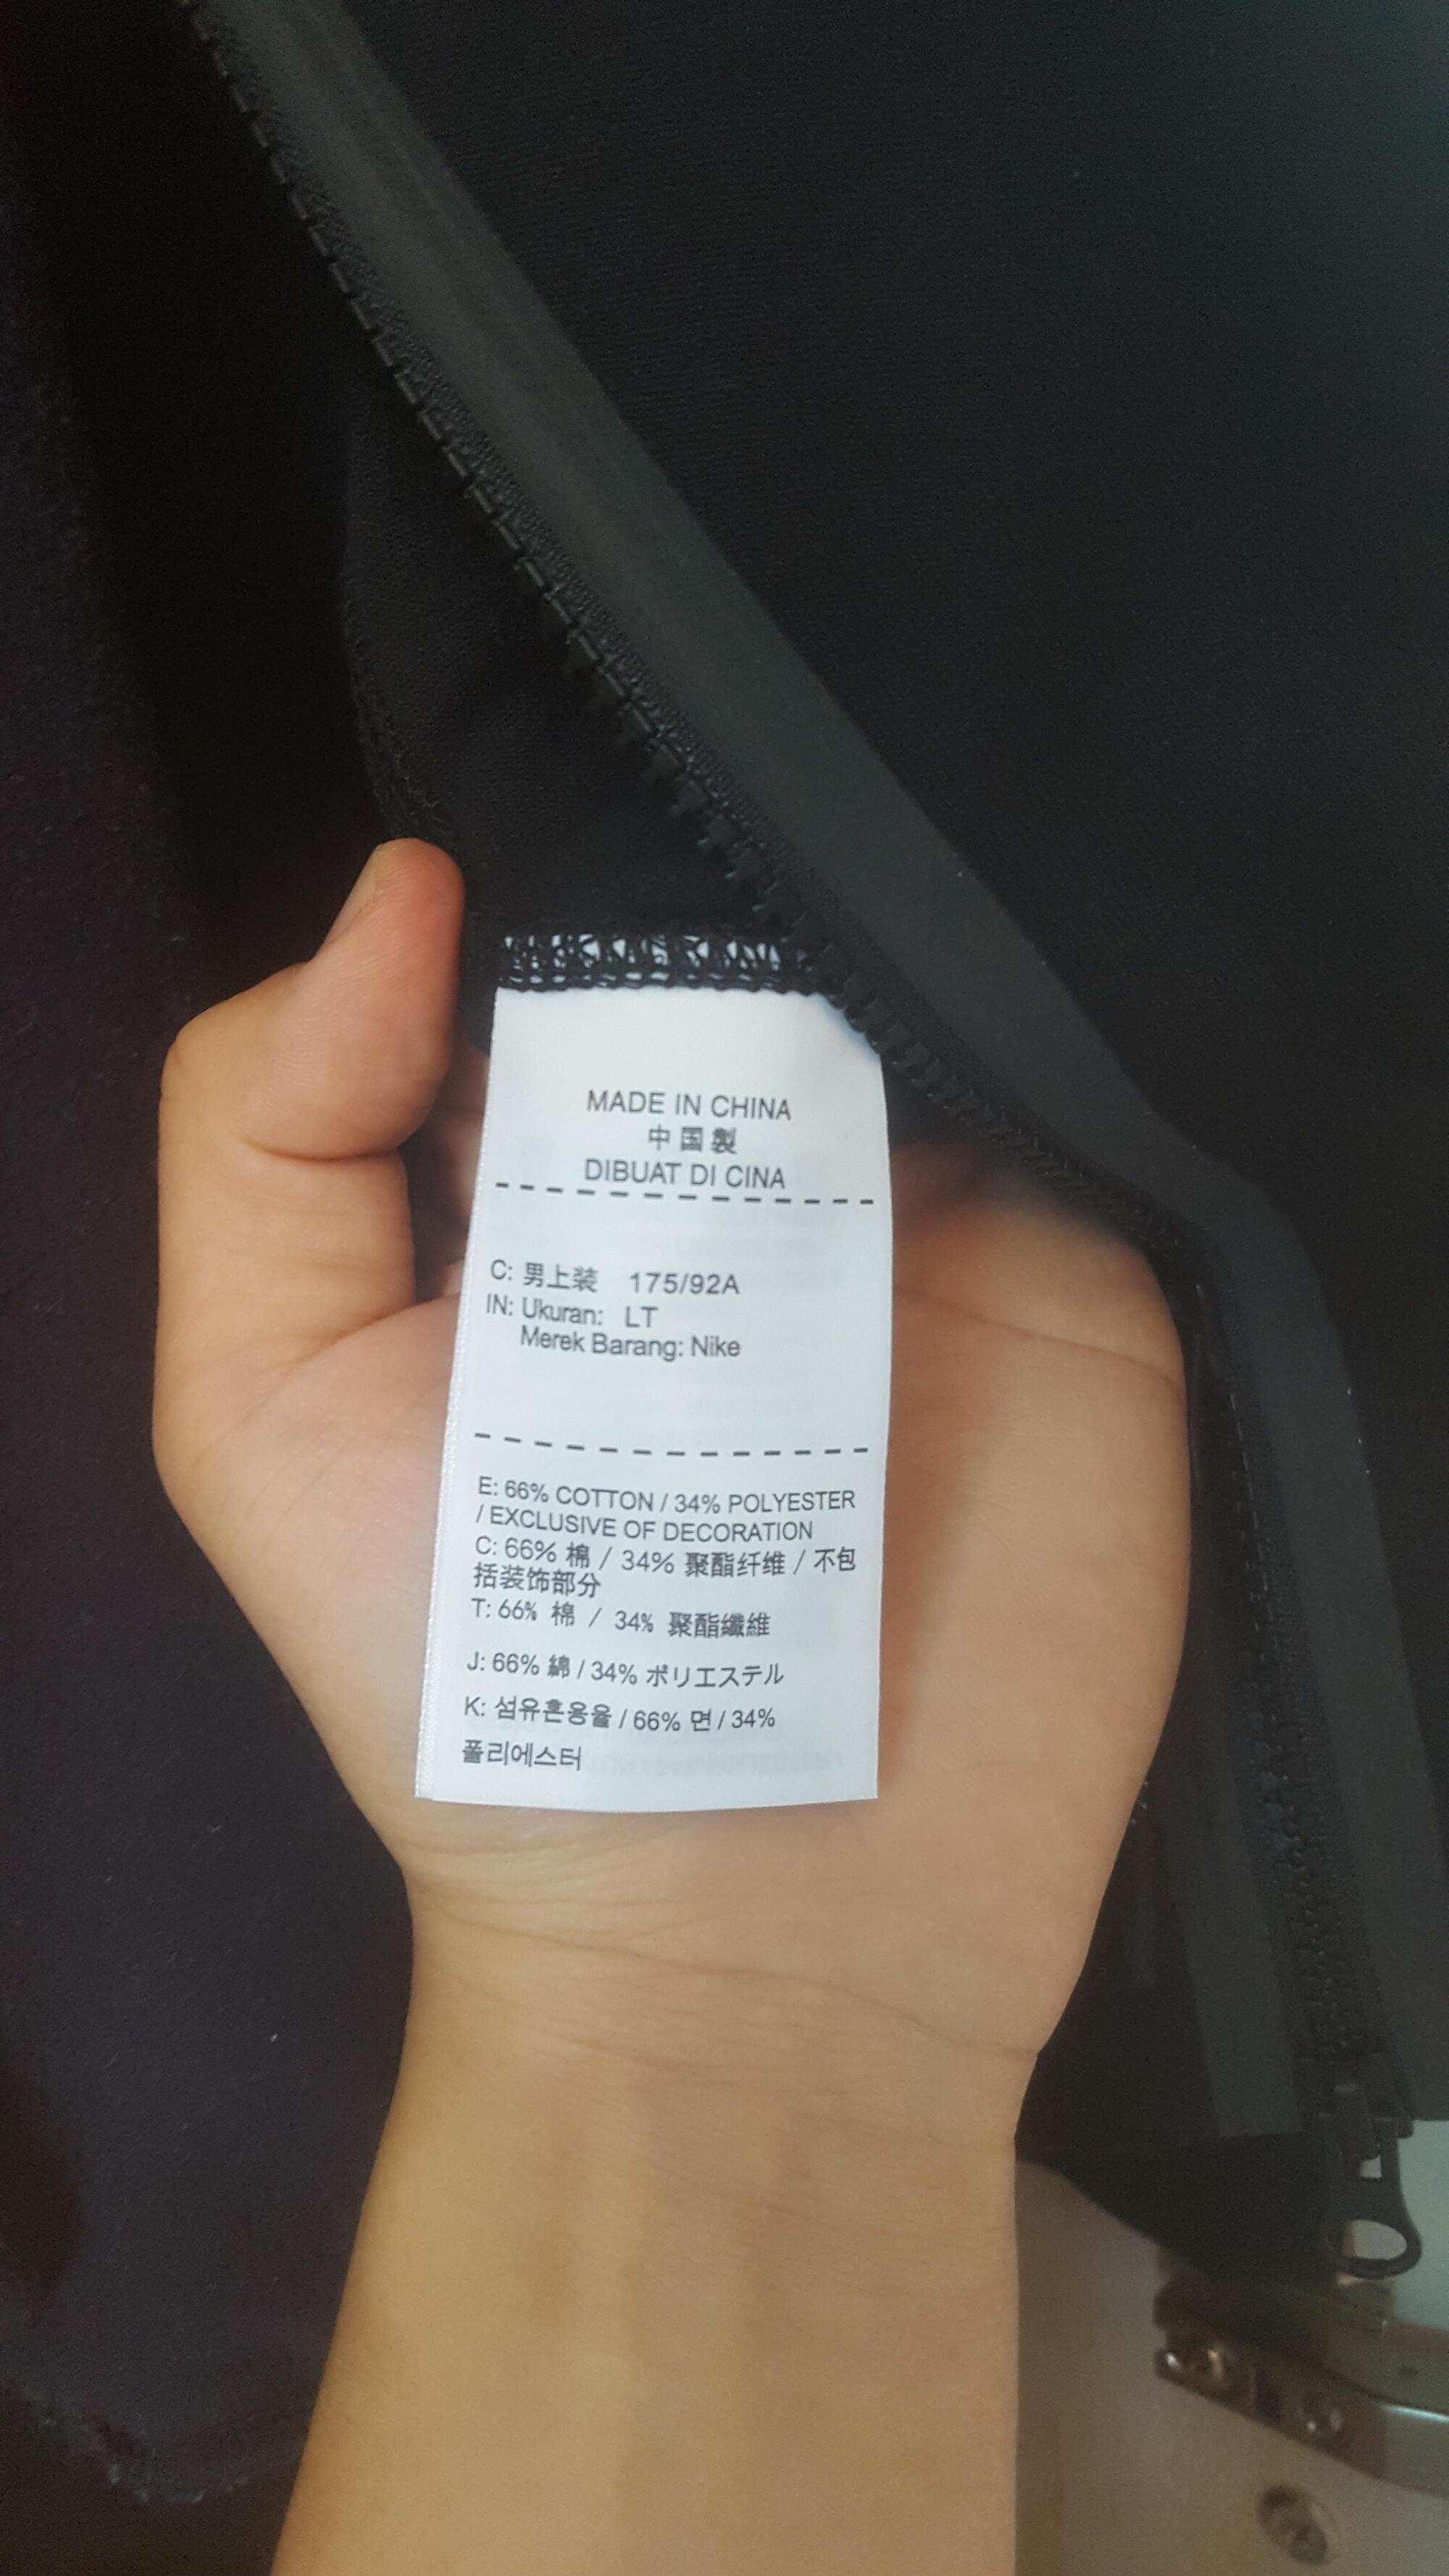 MADE IN CHINA
中国製
DIBUAT DI CINA
C: 男上装 175/92A
IN: Ukuran: LT
Merek Barang: Nike
E: 66% COTTON / 34% POLYESTER
/ EXCLUSIVE OF DECORATION
C: 66% 棉 / 34% 聚酯纤维 / 不包
括装饰部分
T: 66% 棉 / 34% 聚酯纖維
J: 66% 綿 / 34% ポリエステル
K: 섬유혼용율 / 66% 면 / 34%
폴리에스터